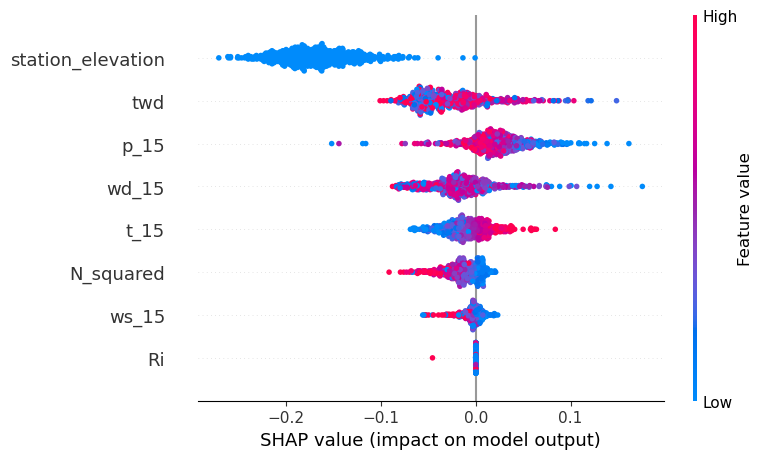 High
station_elevation
twd
p_15
wd_15
t_15
N_squared
ws_15
Ri
Feature value
Low
−0.2
−0.1
0.0
0.1
SHAP value (impact on model output)